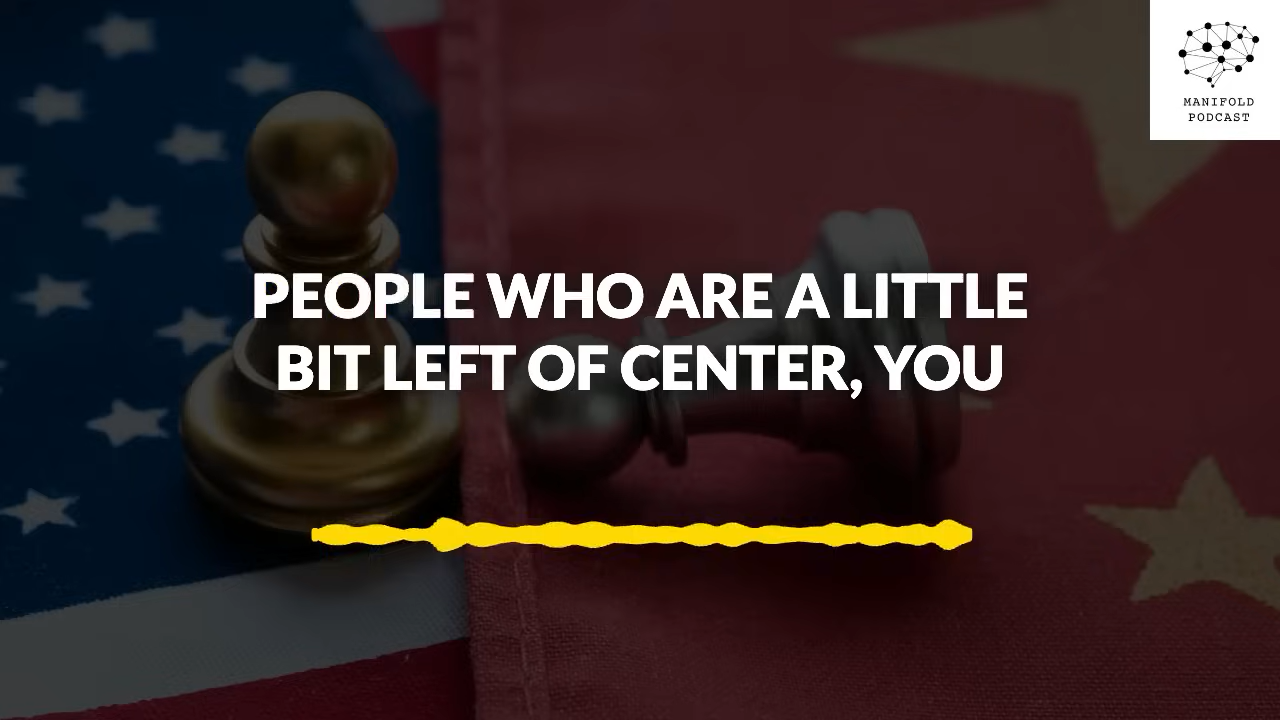 MANIFOLD
PODCAST
PEOPLE WHO ARE A LITTLE
BIT LEFT OF CENTER, YOU